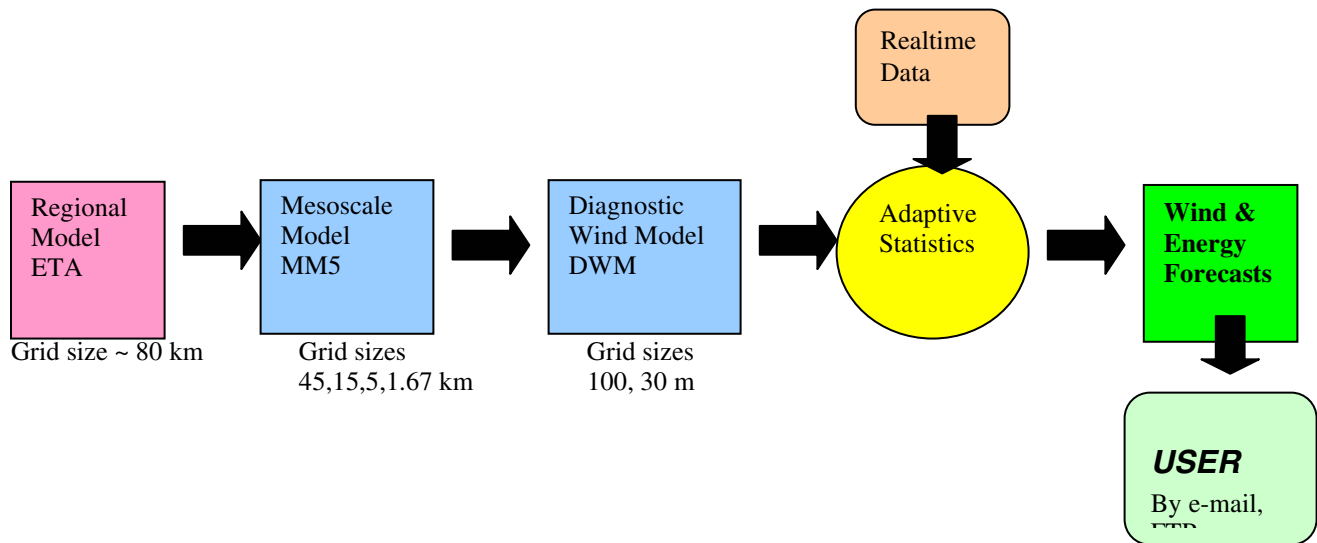 Realtime
Data
Regional
Model
ETA
Grid size ~ 80 km
Mesoscale
Model
MM5
Grid sizes
45,15,5,1.67 km
Diagnostic
Wind Model
DWM
Grid sizes
100, 30 m
Adaptive
Statistics
Wind &
Energy
Forecasts
USER
By e-mail,